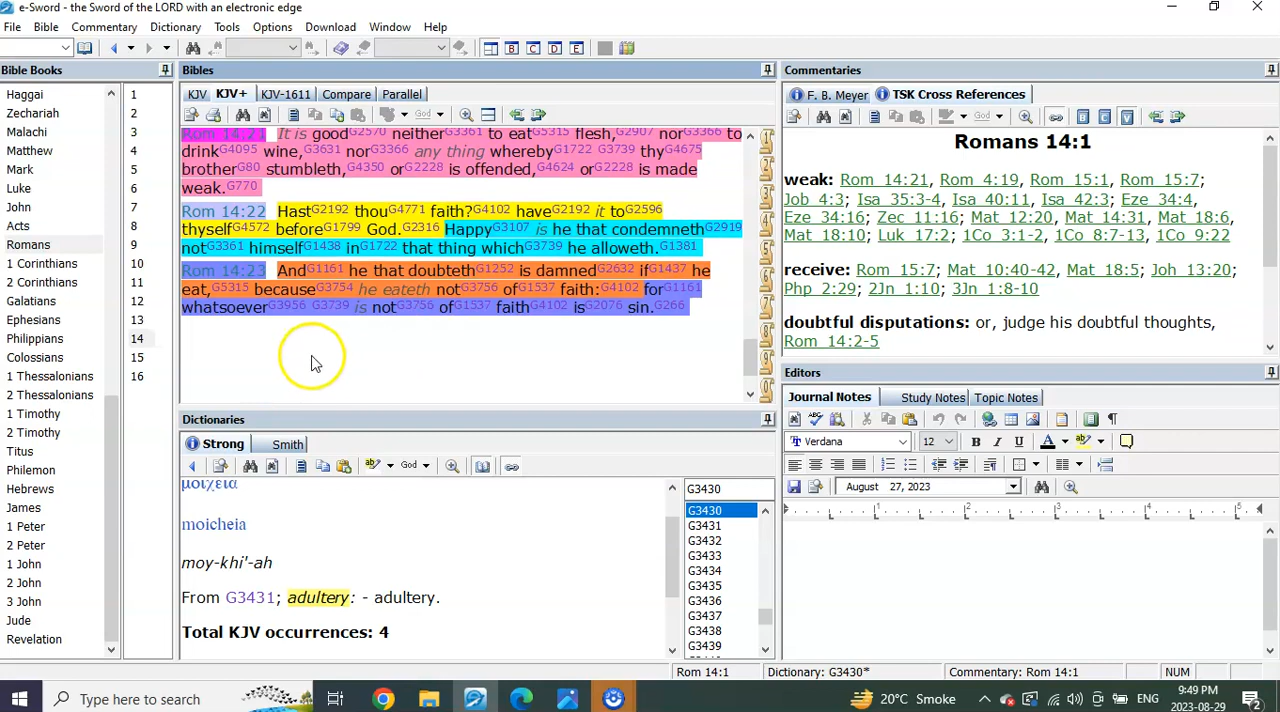 e-Sword - the Sword of the LORD with an electronic edge
File Bible Commentary Dictionary Tools Options Download Window Help
B C D E
Bible Books
Haggai
Zechariah
Malachi
Matthew
Mark
Luke
John
Acts
Romans
1 Corinthians
2 Corinthians
Galatians
Ephesians
Philippians
Colossians
1 Thessalonians
2 Thessalonians
1 Timothy
2 Timothy
Titus
Philemon
Hebrews
James
1 Peter
2 Peter
1 John
2 John
3 John
Jude
Revelation
1
2
3
4
5
6
7
8
9
10
11
12
13
14
15
16
Bibles
KJV KJV+ KJV-1611 Compare Parallel
God
Rom 14:21 It is goodG2570 neitherG3361 to eatG5315 flesh,G2907 norG3366 to
drinkG4095 wine,G3631 norG3366 any thing wherebyG1722 G3739 thyG4675
brotherG80 stumbleth,G4350 orG2228 is offended,G4624 orG2228 is made
weak.G770
Rom 14:22 HastG2192 thouG4771 faith?G4102 haveG2192 it toG2596
thyselfG4572 beforeG1799 God.G2316 HappyG3107 is he that condemnethG2919
notG3361 himselfG1438 inG1722 that thing whichG3739 he alloweth.G1381
Rom 14:23 AndG1161 he that doubtethG1252 is damnedG2632 ifG1437 he
eat,G5315 becauseG3754 he eateth notG3756 ofG1537 faith:G4102 forG1161
whatsoeverG3956 G3739 is notG3756 ofG1537 faithG4102 isG2076 sin.G266
Dictionaries
Strong Smith
God
μοιχεία
moicheia
moy-khi'-ah
From G3431; adultery: - adultery.
Total KJV occurrences: 4
G3430
G3430
G3431
G3432
G3433
G3434
G3435
G3436
G3437
G3438
G3439
Commentaries
F. B. Meyer TSK Cross References
God B C V
Romans 14:1
weak: Rom 14:21, Rom 4:19, Rom 15:1, Rom 15:7;
Job 4:3; Isa 35:3-4, Isa 40:11, Isa 42:3; Eze 34:4,
Eze 34:16; Zec 11:16; Mat 12:20, Mat 14:31, Mat 18:6,
Mat 18:10; Luk 17:2; 1Co 3:1-2, 1Co 8:7-13, 1Co 9:22
receive: Rom 15:7; Mat 10:40-42, Mat 18:5; Joh 13:20;
Php 2:29; 2Jn 1:10; 3Jn 1:8-10
doubtful disputations: or, judge his doubtful thoughts,
Rom 14:2-5
Editors
Journal Notes Study Notes Topic Notes
Verdana 12 B I U A
August 27, 2023
1 2 3 4 5
Rom 14:1 Dictionary: G3430* Commentary: Rom 14:1 NUM
Type here to search
20°C Smoke
ENG
9:49 PM
2023-08-29
2